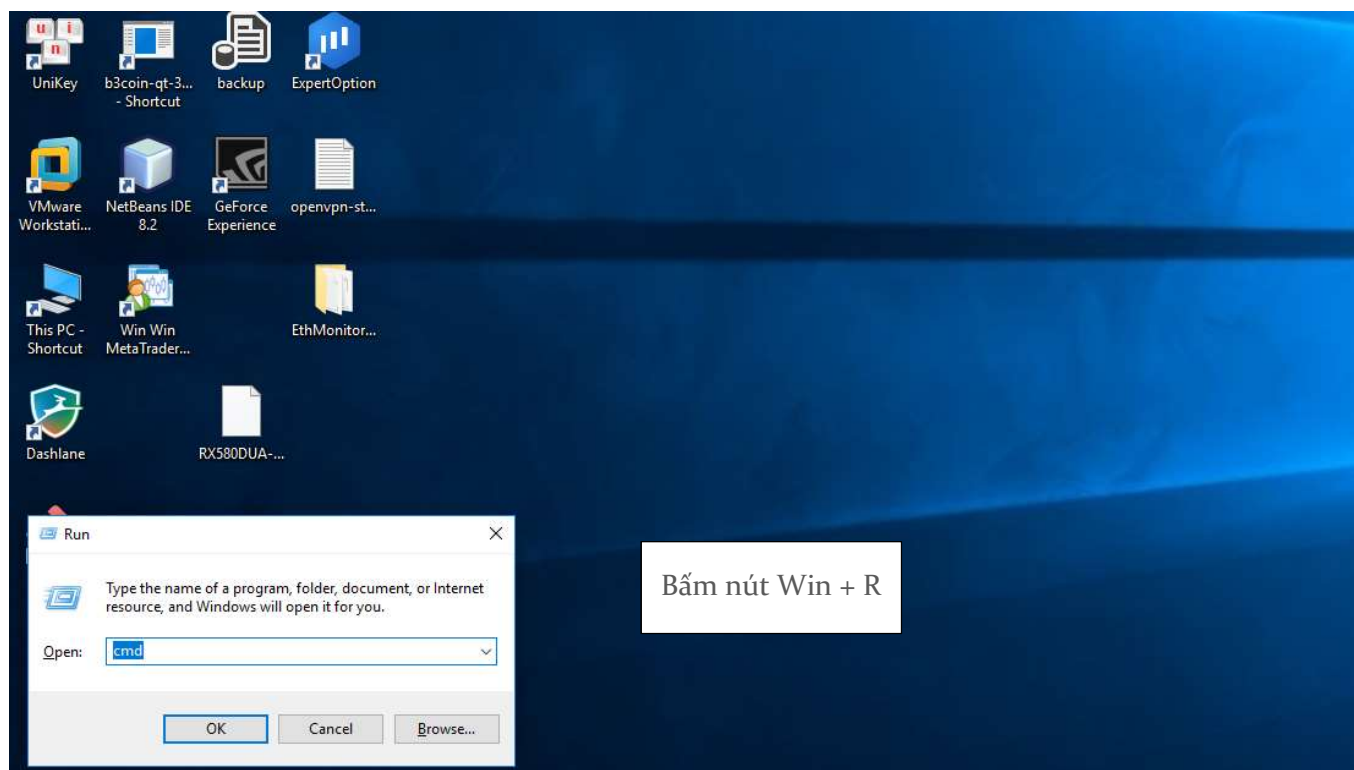 u i
n
UniKey
b3coin-qt-3...
- Shortcut
backup
ExpertOption
VMware
Workstati...
NetBeans IDE
8.2
GeForce
Experience
openvpn-st...
This PC -
Shortcut
Win Win
MetaTrader...
EthMonitor...
Dashlane
RX580DUA-...
Run
Type the name of a program, folder, document, or Internet
resource, and Windows will open it for you.
Open:
cmd
OK
Cancel
Browse...
Bấm nút Win + R